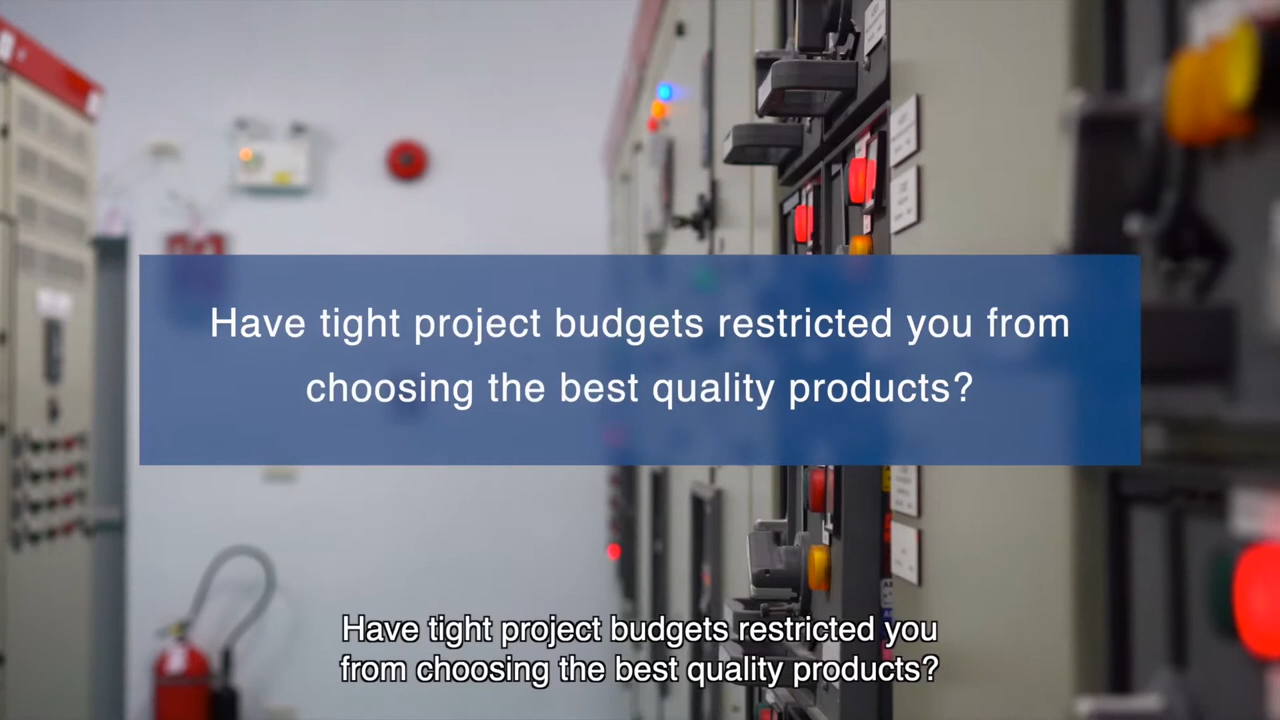 Have tight project budgets restricted you from
choosing the best quality products?
Have tight project budgets restricted you
from choosing the best quality products?